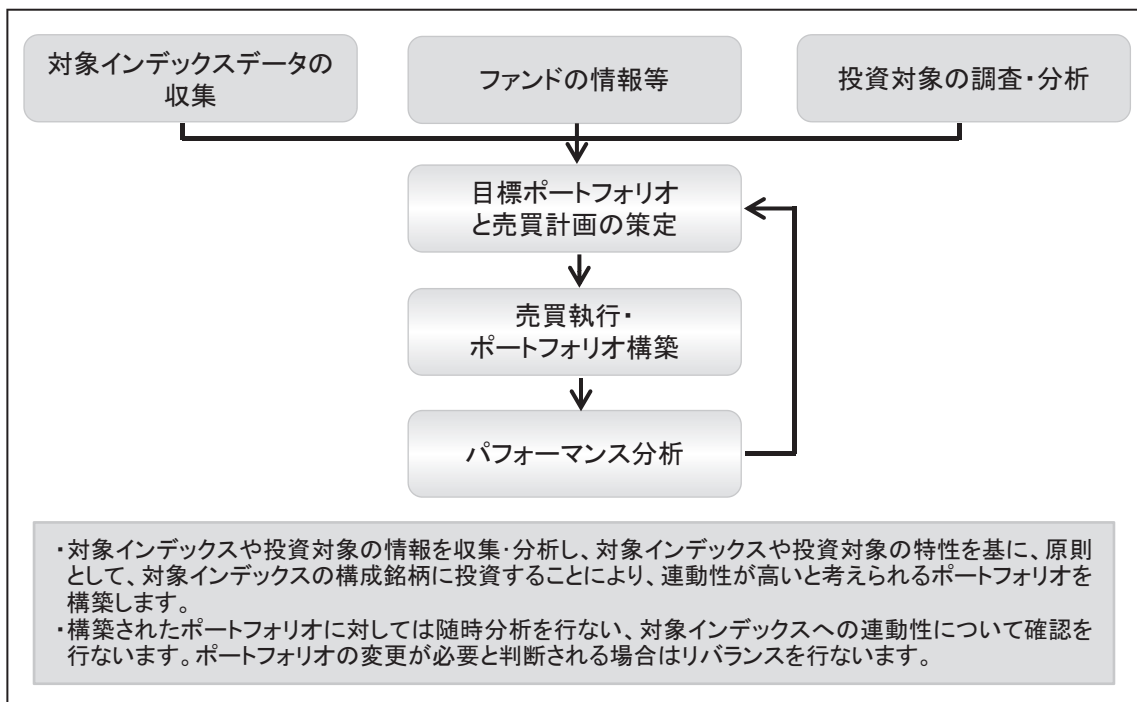 対象インデックスデータの
収集
ファンドの情報等
投資対象の調査・分析
目標ポートフォリオ
と売買計画の策定
売買執行・
ポートフォリオ構築
パフォーマンス分析
・対象インデックスや投資対象の情報を収集・分析し、対象インデックスや投資対象の特性を基に、原則
として、対象インデックスの構成銘柄に投資することにより、連動性が高いと考えられるポートフォリオを
構築します。
・構築されたポートフォリオに対しては随時分析を行ない、対象インデックスへの連動性について確認を
行ないます。ポートフォリオの変更が必要と判断される場合はリバランスを行ないます。